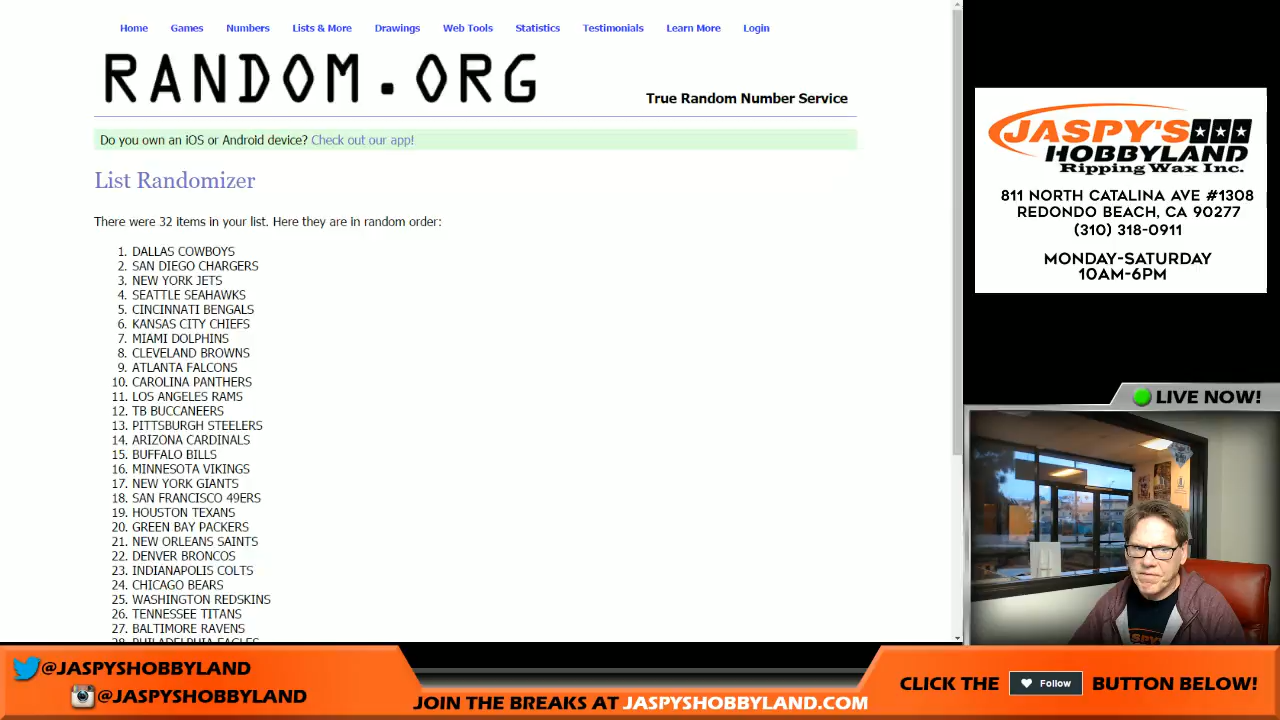 Home Games Numbers Lists & More Drawings Web Tools Statistics Testimonials Learn More Login
RANDOM.ORG
True Random Number Service
Do you own an iOS or Android device? Check out our app!
List Randomizer
There were 32 items in your list. Here they are in random order:
1. DALLAS COWBOYS
2. SAN DIEGO CHARGERS
3. NEW YORK JETS
4. SEATTLE SEAHAWKS
5. CINCINNATI BENGALS
6. KANSAS CITY CHIEFS
7. MIAMI DOLPHINS
8. CLEVELAND BROWNS
9. ATLANTA FALCONS
10. CAROLINA PANTHERS
11. LOS ANGELES RAMS
12. TB BUCCANEERS
13. PITTSBURGH STEELERS
14. ARIZONA CARDINALS
15. BUFFALO BILLS
16. MINNESOTA VIKINGS
17. NEW YORK GIANTS
18. SAN FRANCISCO 49ERS
19. HOUSTON TEXANS
20. GREEN BAY PACKERS
21. NEW ORLEANS SAINTS
22. DENVER BRONCOS
23. INDIANAPOLIS COLTS
24. CHICAGO BEARS
25. WASHINGTON REDSKINS
26. TENNESSEE TITANS
27. BALTIMORE RAVENS
28. PHILADELPHIA EAGLES
JASPY'S
HOBBYLAND
Ripping Wax Inc.
811 NORTH CATALINA AVE #1308
REDONDO BEACH, CA 90277
(310) 318-0911
MONDAY-SATURDAY
10AM-6PM
LIVE NOW!
@JASPYSHOBBYLAND
@JASPYSHOBBYLAND
JOIN THE BREAKS AT JASPYSHOBBYLAND.COM
CLICK THE Follow BUTTON BELOW!